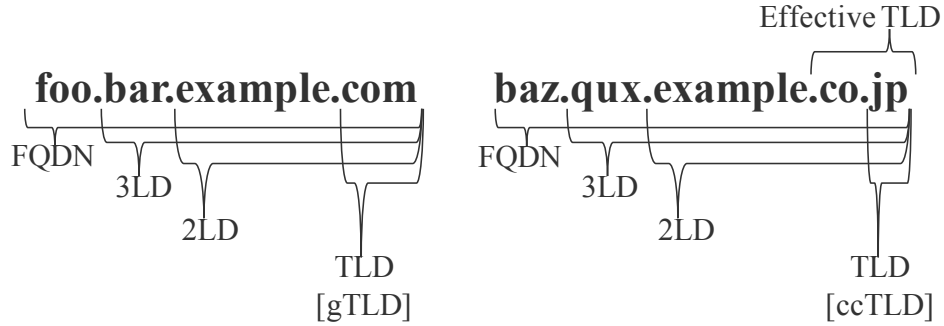 Effective TLD
foo.bar.example.com
baz.qux.example.co.jp
FQDN
3LD
2LD
TLD
[gTLD]
FQDN
3LD
2LD
TLD
[ccTLD]